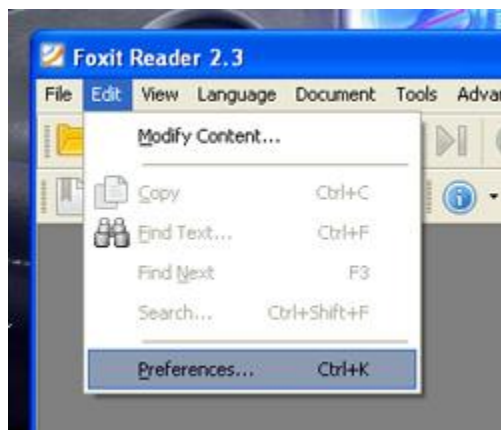 Foxit Reader 2.3
File Edit View Language Document Tools
Modify Content...
Copy Ctrl+C
Find Text... Ctrl+F
Find Next F3
Search... Ctrl+Shift+F
Preferences... Ctrl+K